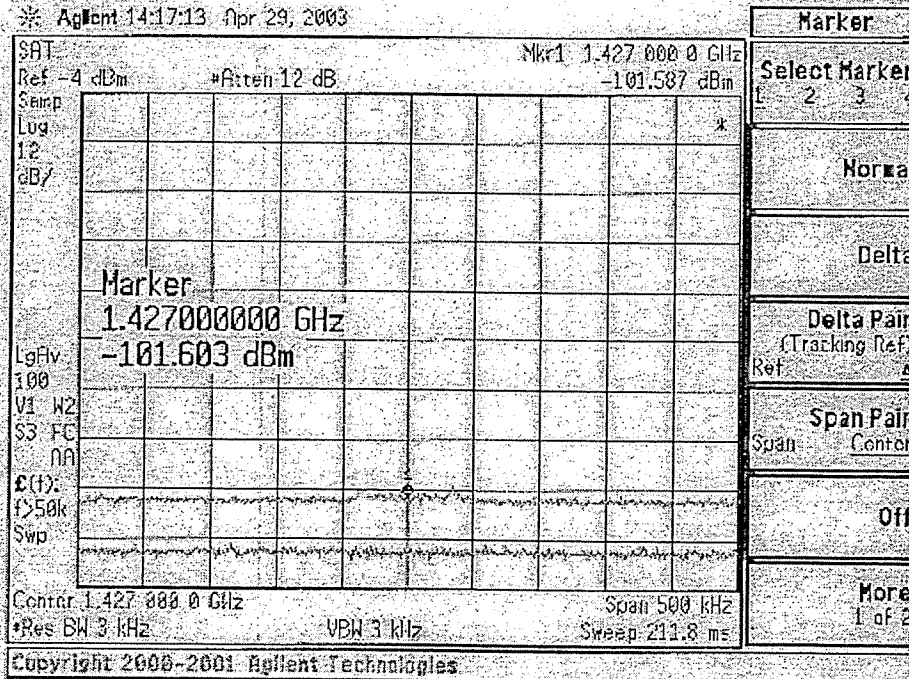 Agilent 14:17:13 Apr 29, 2003
SAT
Mkr1 1.427 000 0 GHz
Ref -4 dBm #Atten 12 dB -101.587 dBm
Samp
Log
12
dB/
*
Marker
1.427000000 GHz
-101.603 dBm
LgAv
100
V1 W2
S3 FC
AA
£(f):
f>50k
Swp
Center 1.427 000 0 GHz Span 500 kHz
#Res BW 3 kHz VBW 3 kHz Sweep 211.8 ms
Copyright 2000-2001 Agilent Technologies
Marker
Select Marker
1 2 3 4
Normal
Delta
Delta Pair
(Tracking Ref)
Ref Δ
Span Pair
Span Center
Off
More
1 of 2